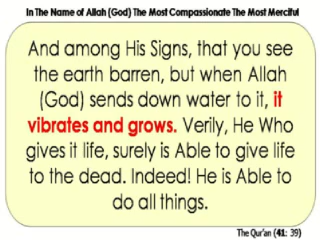 In The Name of Allah (God) The Most Compassionate The Most Merciful
And among His Signs, that you see
the earth barren, but when Allah
(God) sends down water to it, it
vibrates and grows. Verily, He Who
gives it life, surely is Able to give life
to the dead. Indeed! He is Able to
do all things.
The Qur'an (41: 39)